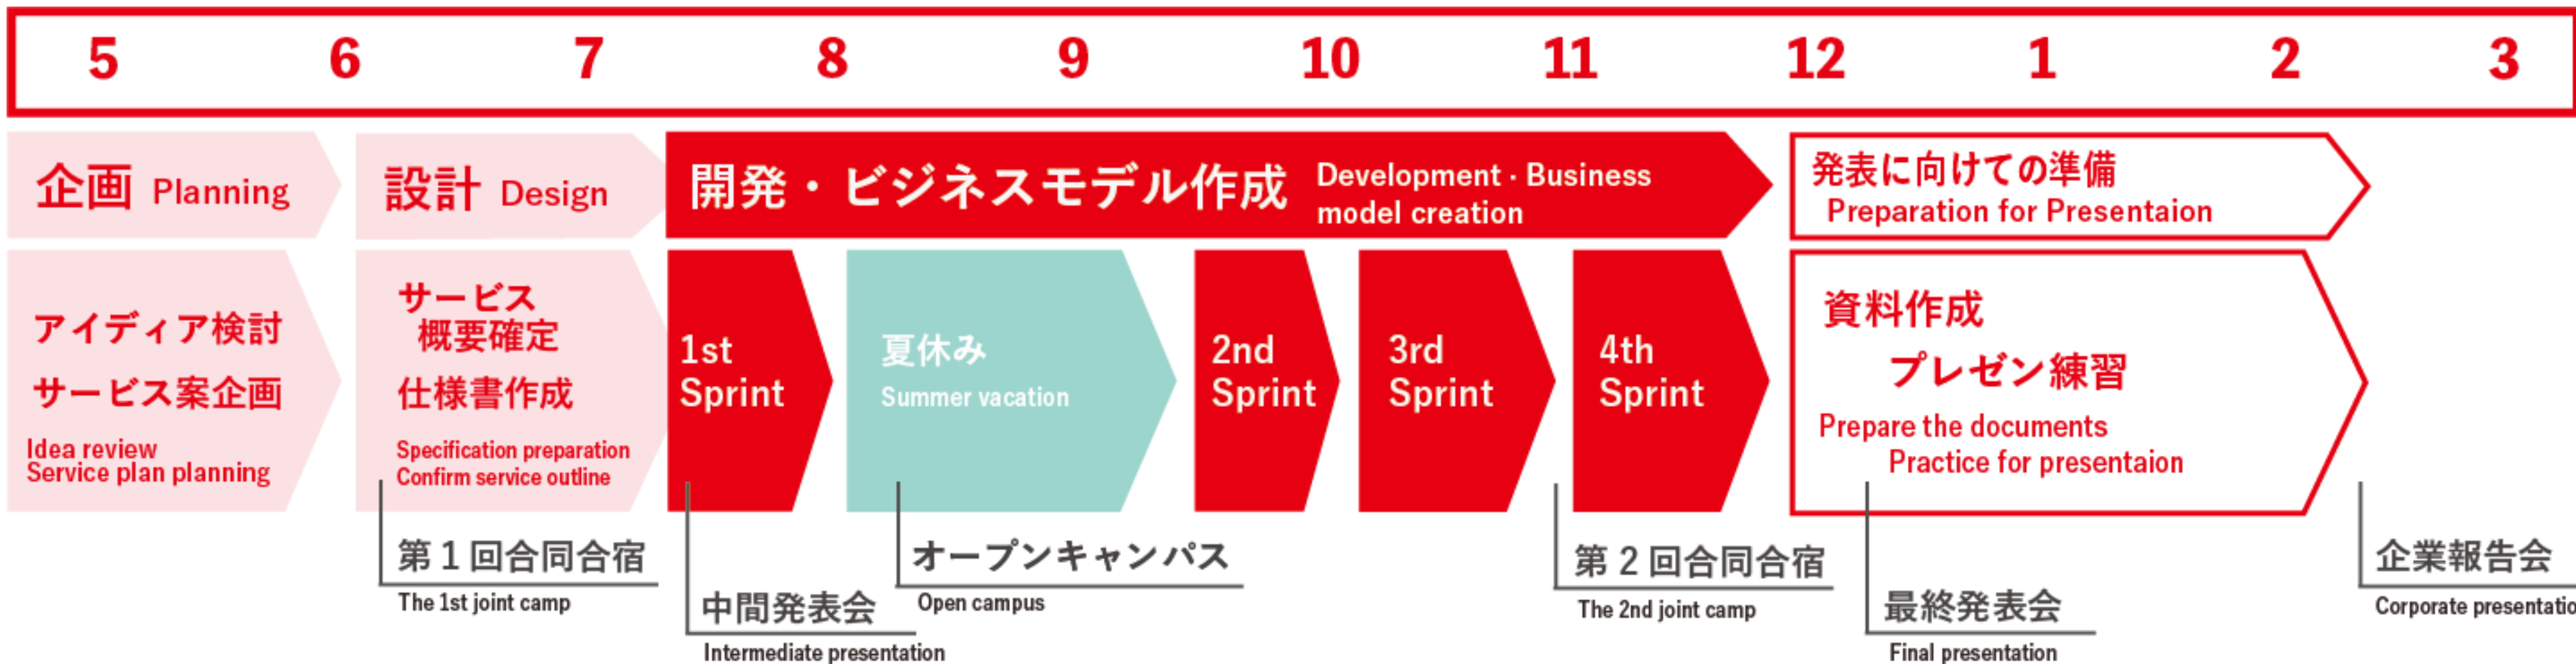 5 6 7 8 9 10 11 12 1 2 3
企画 Planning
設計 Design
開発・ビジネスモデル作成
Development · Business
model creation
発表に向けての準備
Preparation for Presentaion
アイディア検討
サービス案企画
Idea review
Service plan planning
サービス
概要確定
仕様書作成
Specification preparation
Confirm service outline
1st
Sprint
夏休み
Summer vacation
2nd
Sprint
3rd
Sprint
4th
Sprint
資料作成
プレゼン練習
Prepare the documents
Practice for presentaion
第1回合同合宿
The 1st joint camp
中間発表会
Intermediate presentation
オープンキャンパス
Open campus
第2回合同合宿
The 2nd joint camp
最終発表会
Final presentation
企業報告会
Corporate presentatio